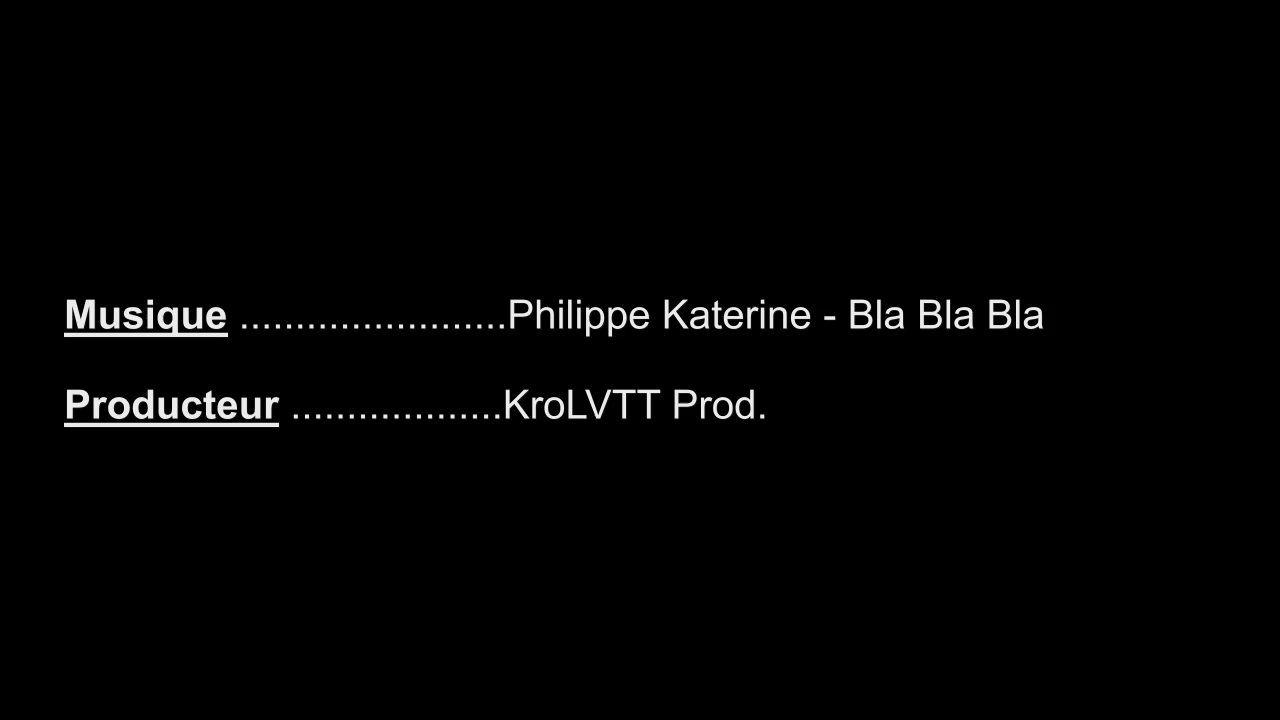 Musique ........................Philippe Katerine - Bla Bla Bla
Producteur ...................KroLVTT Prod.